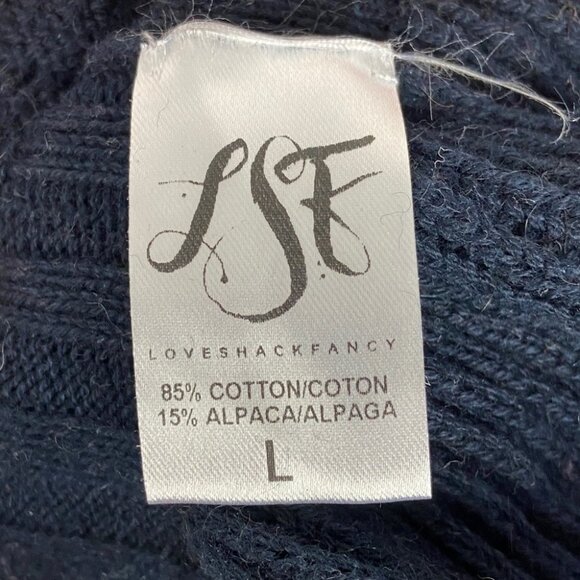 LSF
LOVESHACKFANCY
85% COTTON/COTON
15% ALPACA/ALPAGA
L